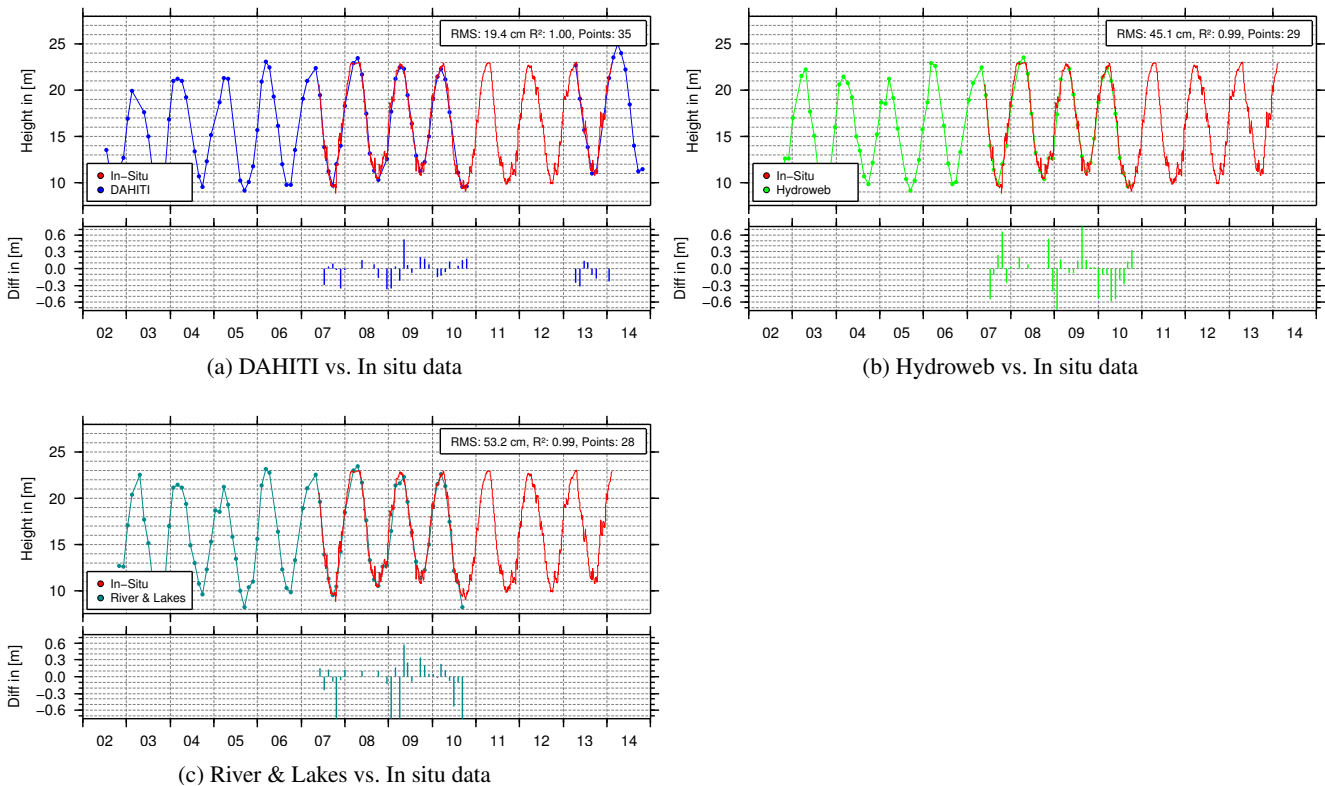 RMS: 19.4 cm R²: 1.00, Points: 35
Height in [m]
25
20
15
10
In−Situ
DAHITI
Diff in [m]
0.6
0.3
0.0
−0.3
−0.6
02 03 04 05 06 07 08 09 10 11 12 13 14
(a) DAHITI vs. In situ data
RMS: 45.1 cm, R²: 0.99, Points: 29
Height in [m]
25
20
15
10
In−Situ
Hydroweb
Diff in [m]
0.6
0.3
0.0
−0.3
−0.6
02 03 04 05 06 07 08 09 10 11 12 13 14
(b) Hydroweb vs. In situ data
RMS: 53.2 cm, R²: 0.99, Points: 28
Height in [m]
25
20
15
10
In−Situ
River & Lakes
Diff in [m]
0.6
0.3
0.0
−0.3
−0.6
02 03 04 05 06 07 08 09 10 11 12 13 14
(c) River & Lakes vs. In situ data